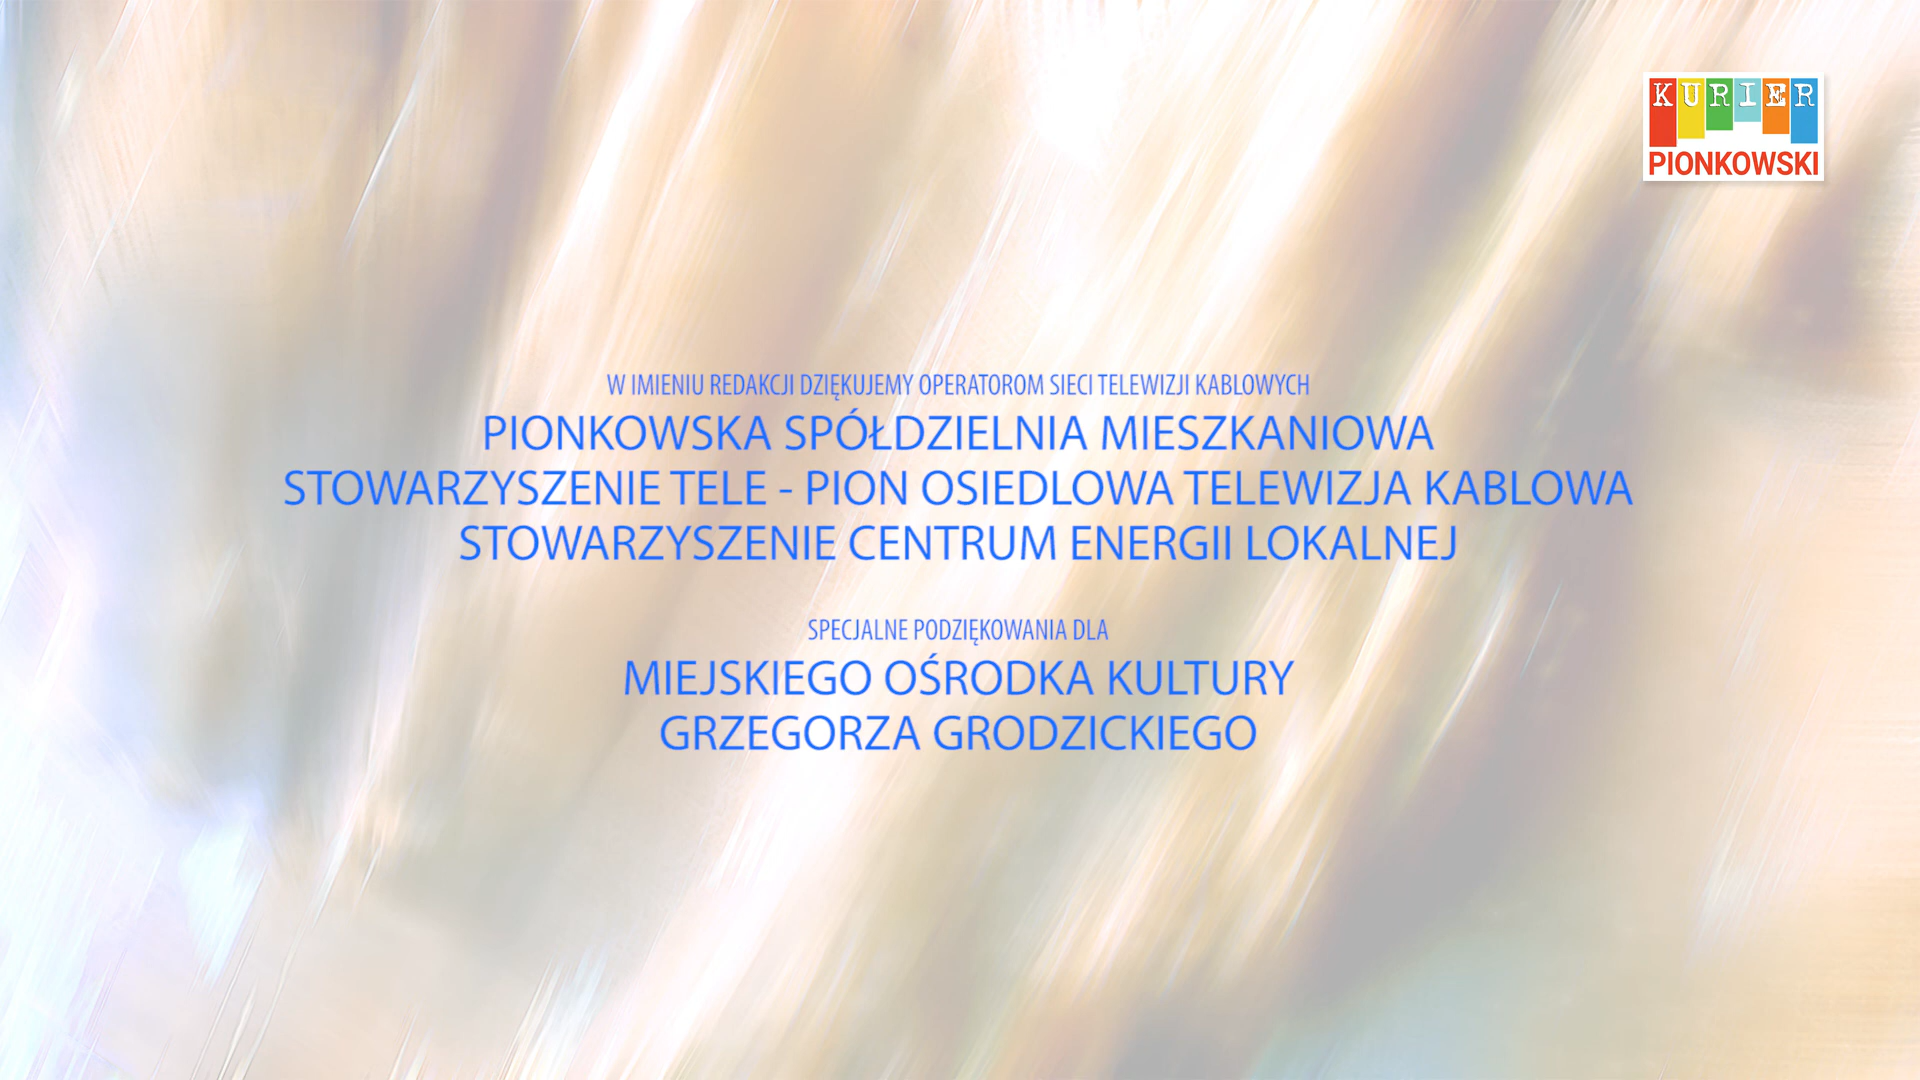 KURIER
PIONKOWSKI
W IMIENIU REDAKCJI DZIĘKUJEMY OPERATOROM SIECI TELEWIZJI KABLOWYCH
PIONKOWSKA SPÓŁDZIELNIA MIESZKANIOWA
STOWARZYSZENIE TELE - PION OSIEDLOWA TELEWIZJA KABLOWA
STOWARZYSZENIE CENTRUM ENERGII LOKALNEJ
SPECJALNE PODZIĘKOWANIA DLA
MIEJSKIEGO OŚRODKA KULTURY
GRZEGORZA GRODZICKIEGO